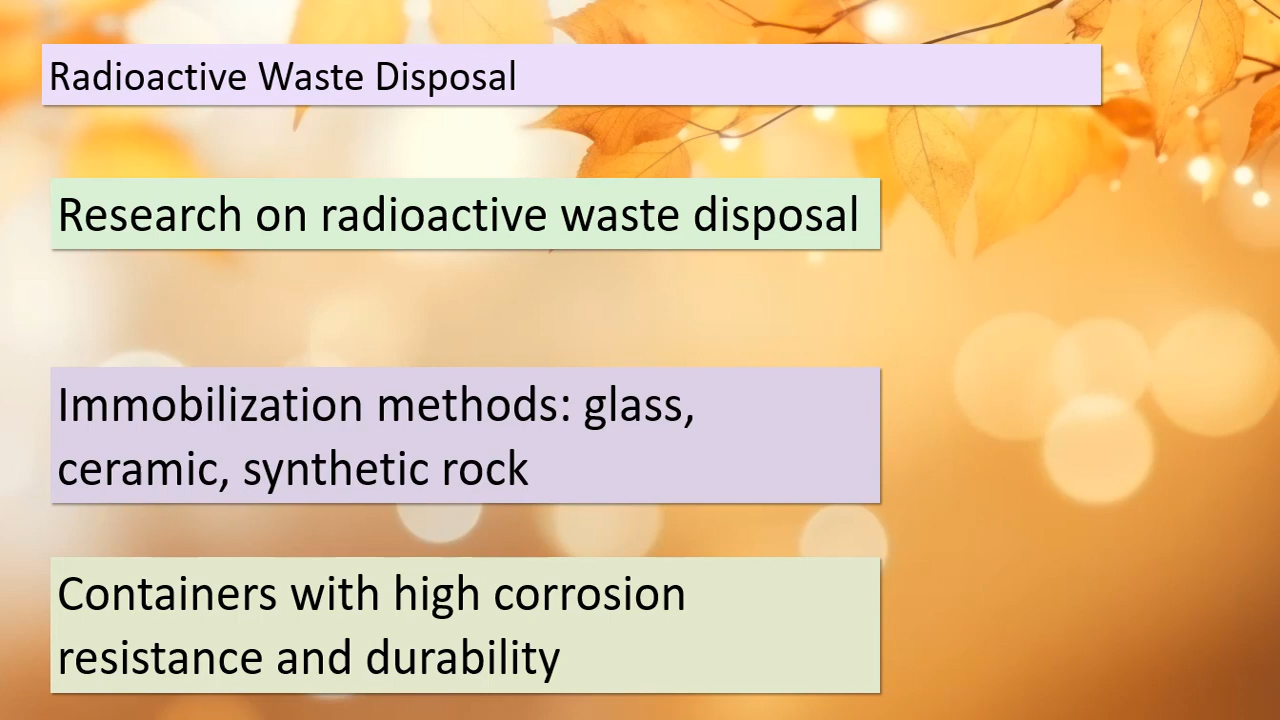 Radioactive Waste Disposal
Research on radioactive waste disposal
Immobilization methods: glass,
ceramic, synthetic rock
Containers with high corrosion
resistance and durability